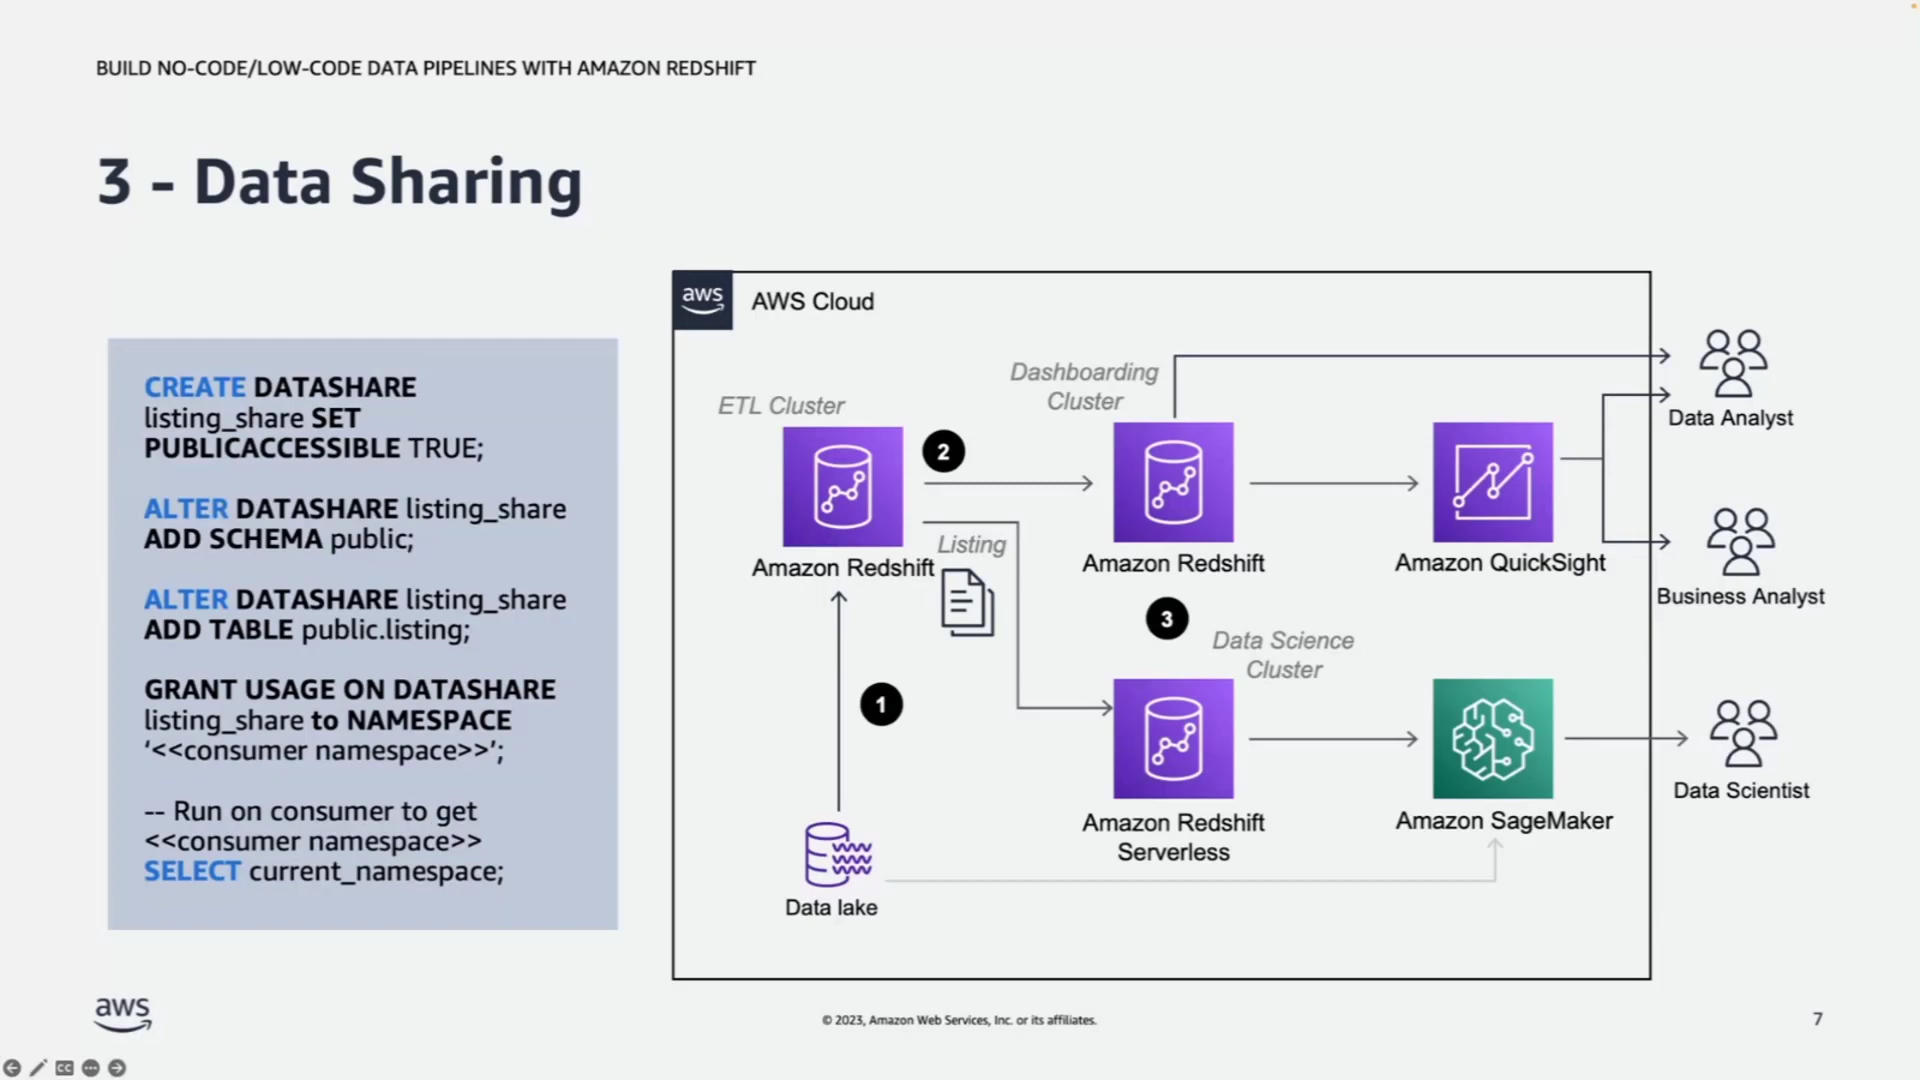 BUILD NO-CODE/LOW-CODE DATA PIPELINES WITH AMAZON REDSHIFT
3 - Data Sharing
CREATE DATASHARE
listing_share SET
PUBLICACCESSIBLE TRUE;
ALTER DATASHARE listing_share
ADD SCHEMA public;
ALTER DATASHARE listing_share
ADD TABLE public.listing;
GRANT USAGE ON DATASHARE
listing_share to NAMESPACE
‘<<consumer namespace>>’;
-- Run on consumer to get
<<consumer namespace>>
SELECT current_namespace;
aws
AWS Cloud
ETL Cluster
Amazon Redshift
2
Listing
1
Data lake
Dashboarding
Cluster
Amazon Redshift
Amazon QuickSight
3
Data Science
Cluster
Amazon Redshift
Serverless
Amazon SageMaker
Data Analyst
Business Analyst
Data Scientist
aws
© 2023, Amazon Web Services, Inc. or its affiliates.
7
CC